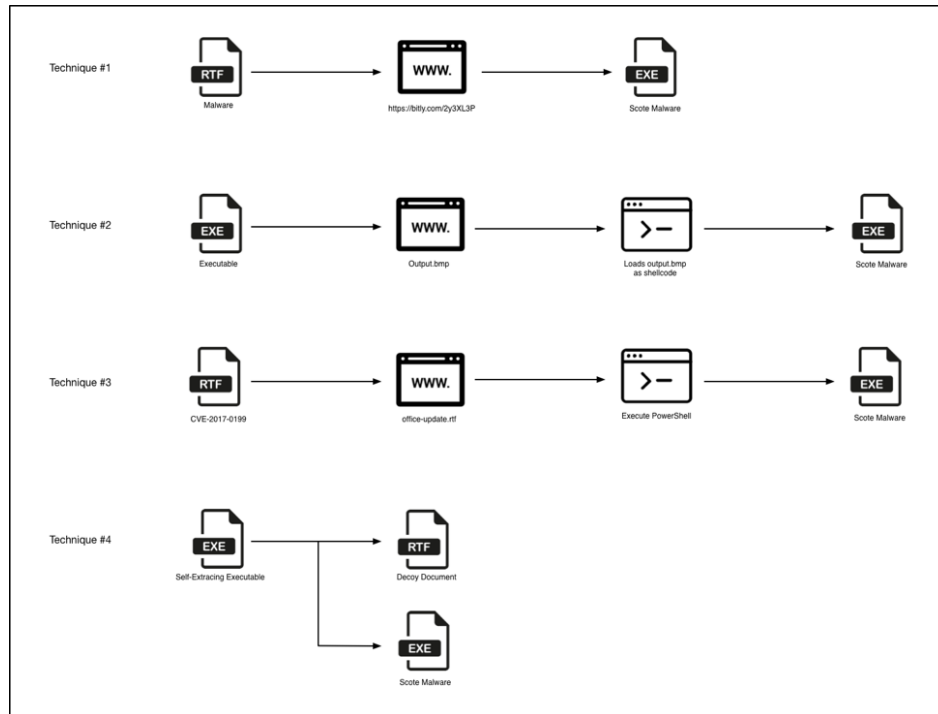 Technique #1
RTF
Malware
WWW.
https://bitly.com/2y3XL3P
EXE
Scote Malware
Technique #2
EXE
Executable
WWW.
Output.bmp
Loads output.bmp
as shellcode
EXE
Scote Malware
Technique #3
RTF
CVE-2017-0199
WWW.
office-update.rtf
Execute PowerShell
EXE
Scote Malware
Technique #4
EXE
Self-Extracing Executable
RTF
Decoy Document
EXE
Scote Malware